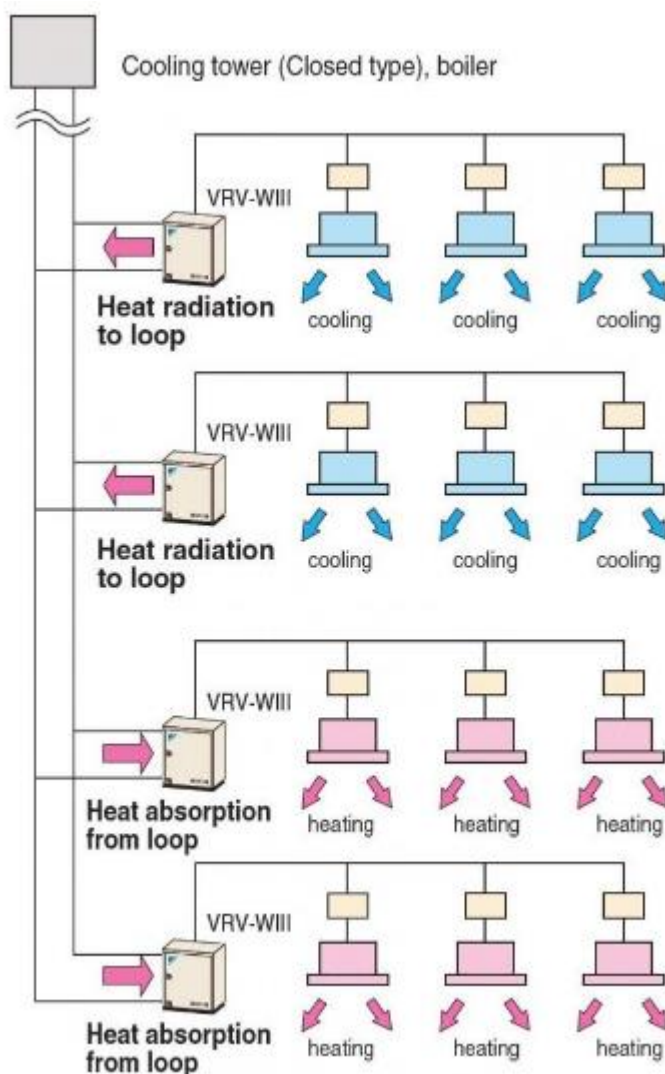 Cooling tower (Closed type), boiler
VRV-WIII
Heat radiation
to loop
cooling
cooling
cooling
VRV-WIII
Heat radiation
to loop
cooling
cooling
cooling
VRV-WIII
Heat absorption
from loop
heating
heating
heating
VRV-WIII
Heat absorption
from loop
heating
heating
heating